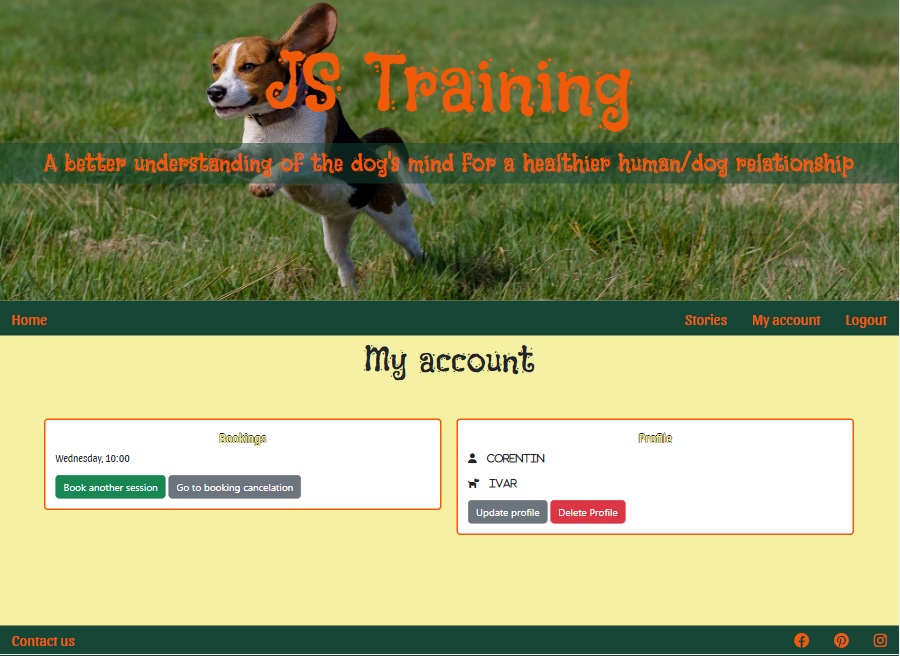 JS Training
A better understanding of the dog's mind for a healthier human/dog relationship
Home Stories My account Logout
My account
Bookings
Wednesday, 10:00
Book another session Go to booking cancelation
Profile
CORENTIN
IVAR
Update profile Delete Profile
Contact us